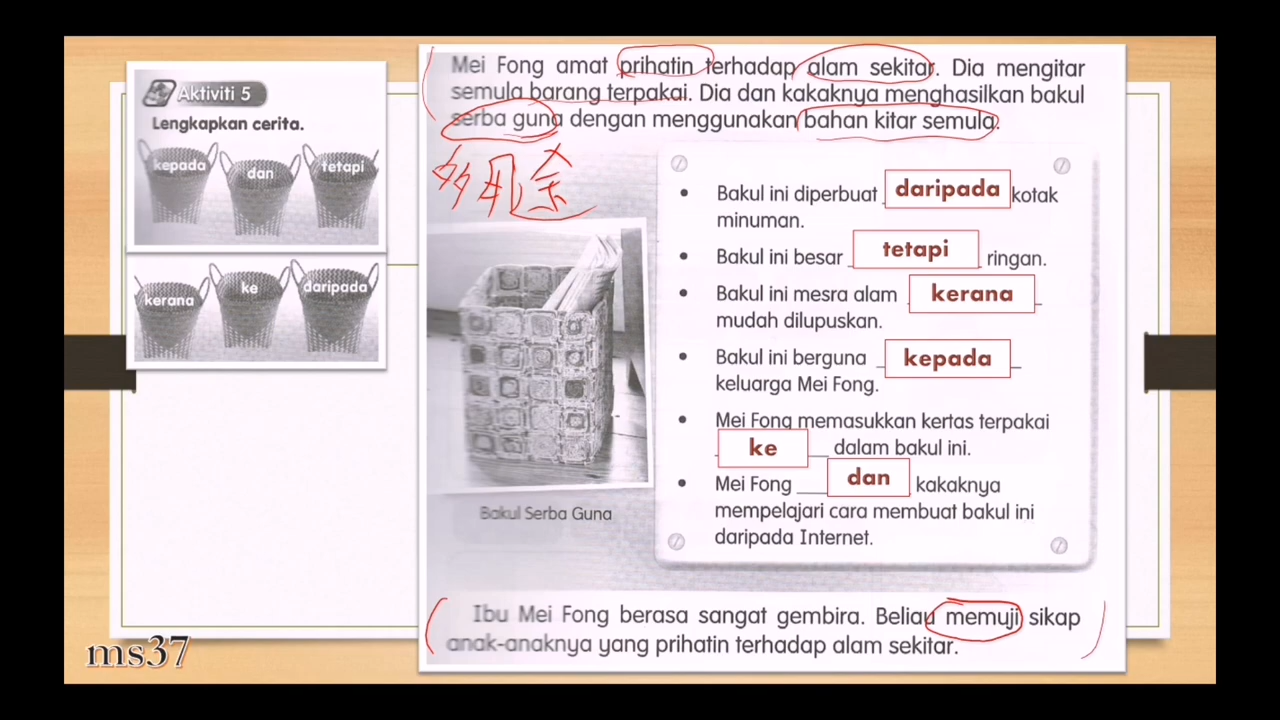 Aktiviti 5
Lengkapkan cerita.
kepada
dan
tetapi
kerana
ke
daripada
Mei Fong amat prihatin terhadap alam sekitar. Dia mengitar
semula barang terpakai. Dia dan kakaknya menghasilkan bakul
serba guna dengan menggunakan bahan kitar semula.
多用途
Bakul Serba Guna
• Bakul ini diperbuat daripada kotak
minuman.
• Bakul ini besar tetapi ringan.
• Bakul ini mesra alam kerana
mudah dilupuskan.
• Bakul ini berguna kepada
keluarga Mei Fong.
• Mei Fong memasukkan kertas terpakai
ke dalam bakul ini.
• Mei Fong dan kakaknya
mempelajari cara membuat bakul ini
daripada Internet.
Ibu Mei Fong berasa sangat gembira. Beliau memuji sikap
anak-anaknya yang prihatin terhadap alam sekitar.
ms37